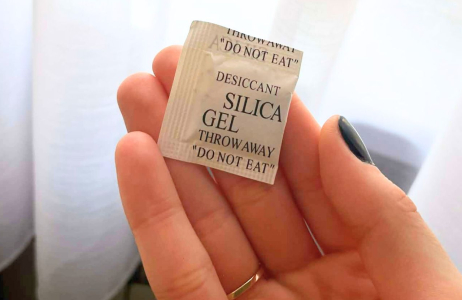 THROWAWAY
"DO NOT EAT"
DESICCANT
SILICA
GEL
THROWAWAY
"DO NOT EAT"